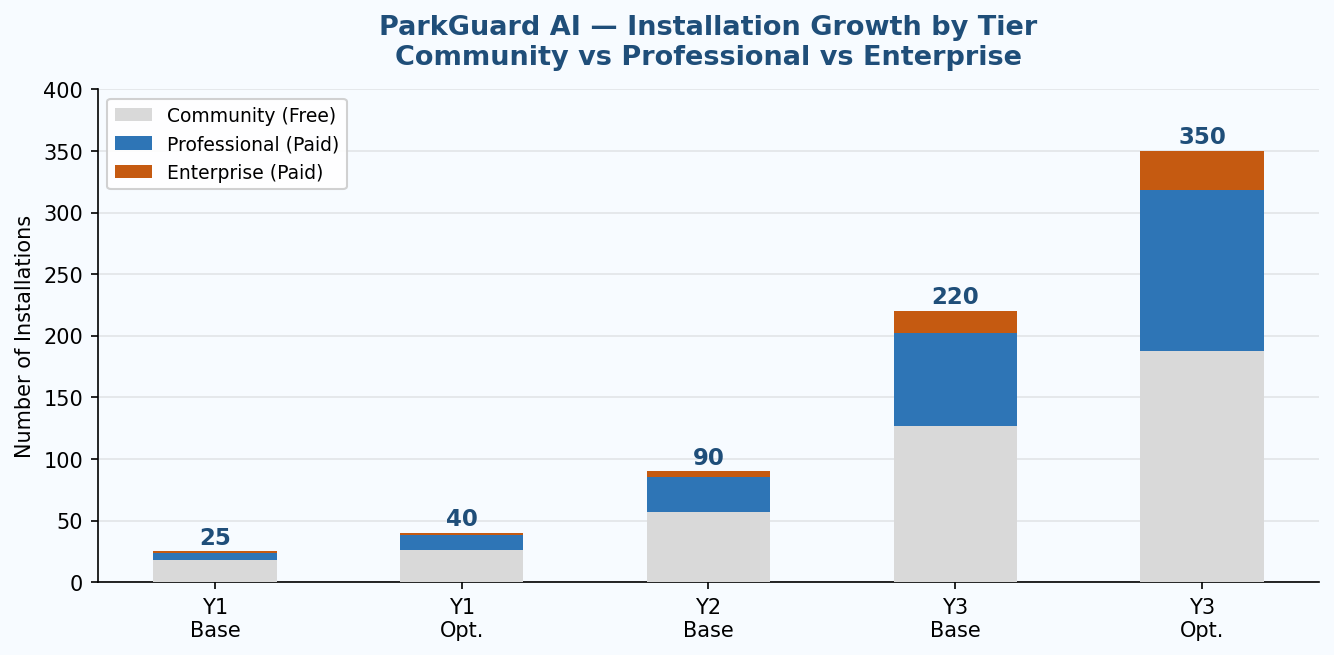 ParkGuard AI — Installation Growth by Tier
Community vs Professional vs Enterprise
Community (Free)
Professional (Paid)
Enterprise (Paid)
Number of Installations
400
350
300
250
200
150
100
50
0
25
40
90
220
350
Y1
Base
Y1
Opt.
Y2
Base
Y3
Base
Y3
Opt.